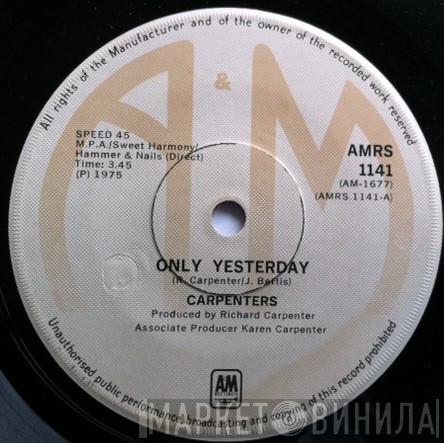 All rights of the Manufacturer and of the owner of the recorded work reserved
A & M
SPEED 45
M.P.A./Sweet Harmony/
Hammer & Nails (Direct)
Time: 3.45
(P) 1975
AMRS
1141
(AM-1677)
(AMRS.1141-A)
ONLY YESTERDAY
(R. Carpenter/J. Bettis)
CARPENTERS
Produced by Richard Carpenter
Associate Producer Karen Carpenter
AM
RECORDS
Unauthorised public performance, broadcasting and copying of this record prohibited
МАРКЕТ ВИНИЛА